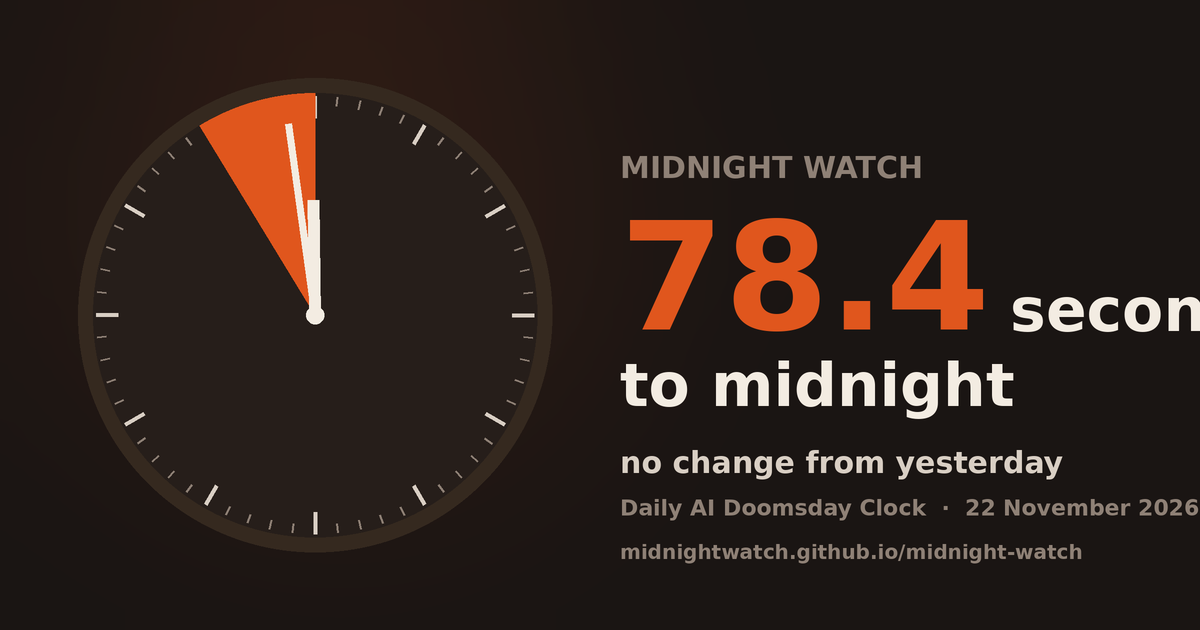 MIDNIGHT WATCH
78.4 secon
to midnight
no change from yesterday
Daily AI Doomsday Clock · 22 November 2026
midnightwatch.github.io/midnight-watch